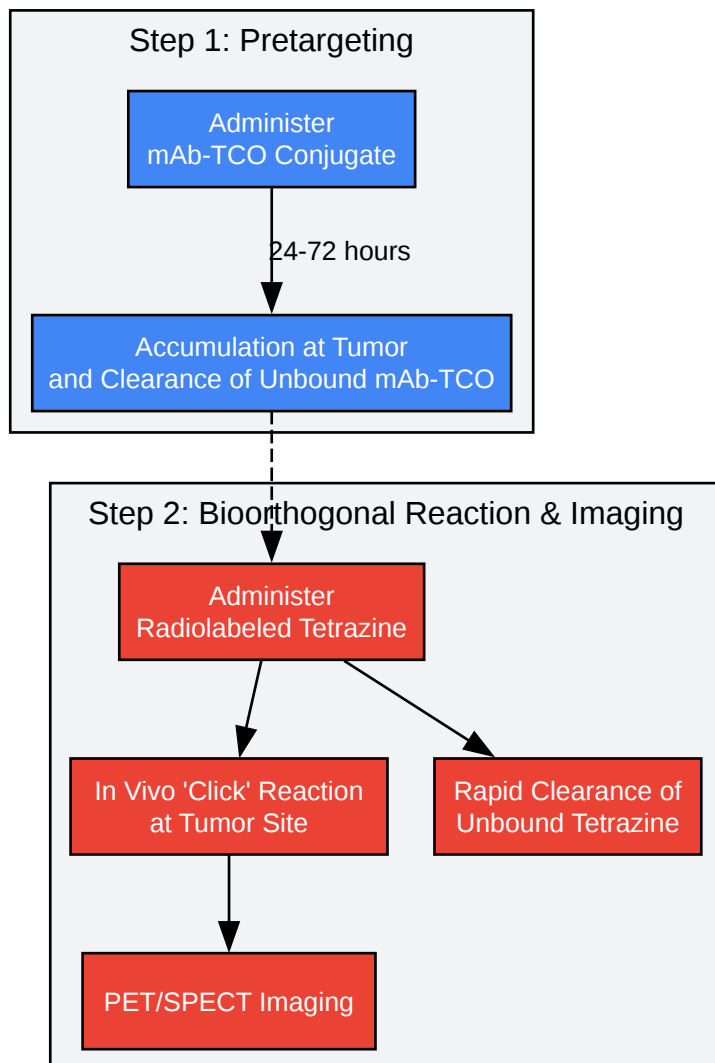 Step 1: Pretargeting
Administer
mAb-TCO Conjugate
24-72 hours
Accumulation at Tumor
and Clearance of Unbound mAb-TCO
Step 2: Bioorthogonal Reaction & Imaging
Administer
Radiolabeled Tetrazine
In Vivo 'Click' Reaction
at Tumor Site
Rapid Clearance of
Unbound Tetrazine
PET/SPECT Imaging